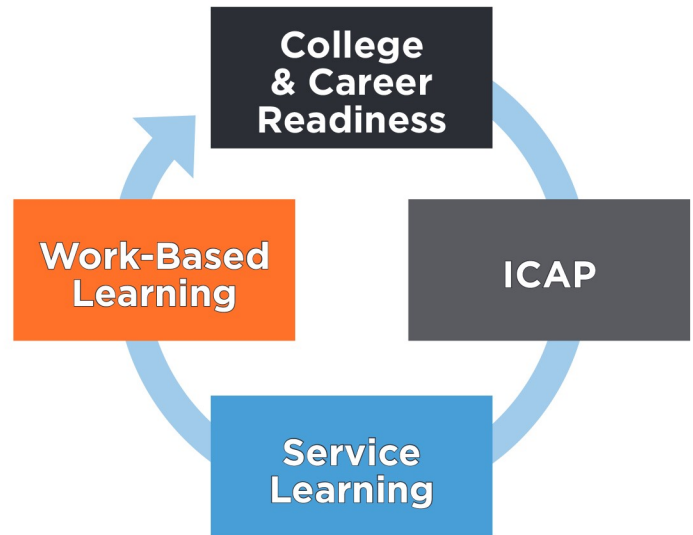 College
& Career
Readiness
Work-Based
Learning
ICAP
Service
Learning